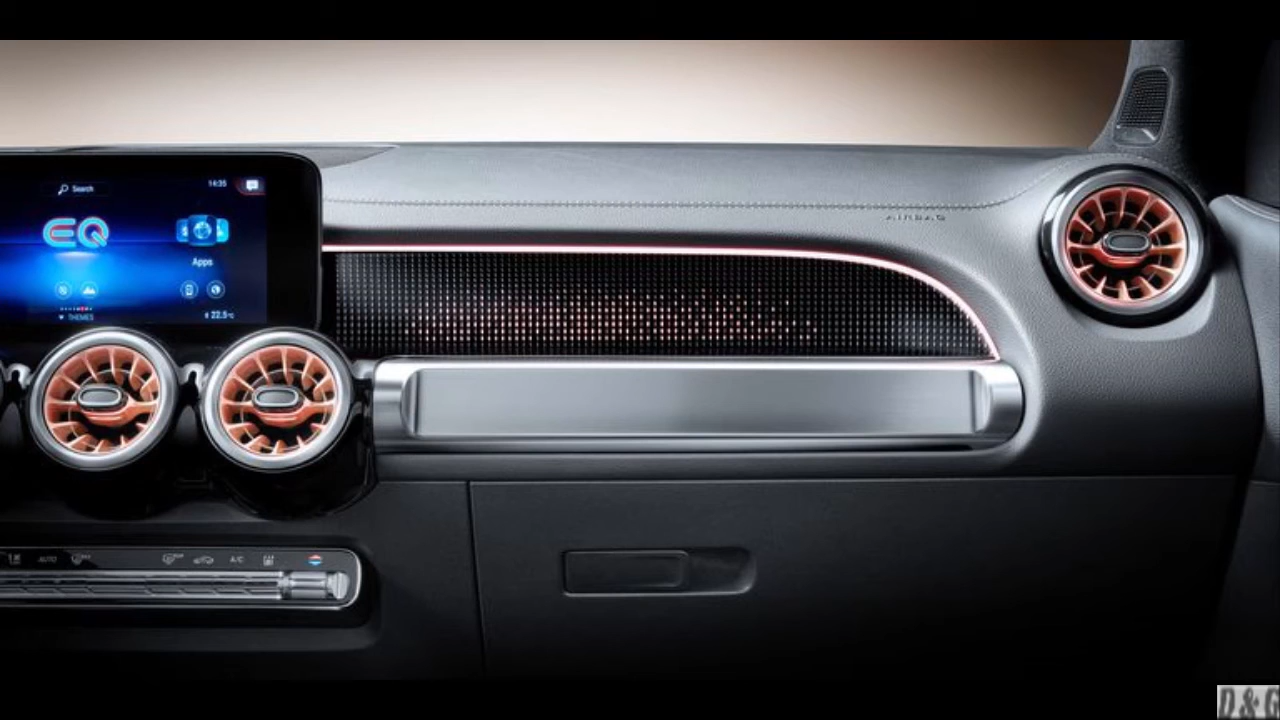 Search
14:35
EQ
Apps
THEMES
22.5°c
AIRBAG
AUTO
A/C
D & G